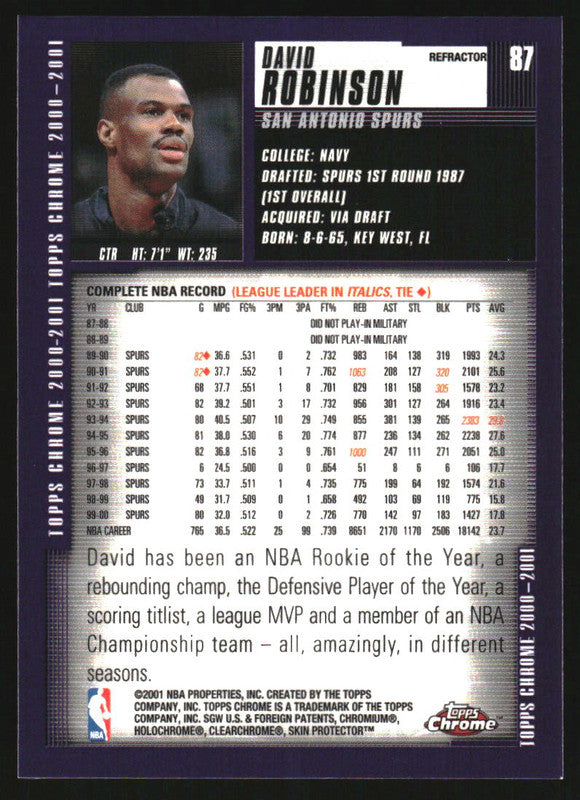 DAVID
ROBINSON
REFRACTOR
87
SAN ANTONIO SPURS
COLLEGE: NAVY
DRAFTED: SPURS 1ST ROUND 1987
(1ST OVERALL)
ACQUIRED: VIA DRAFT
BORN: 8-6-65, KEY WEST, FL
CTR HT: 7'1" WT: 235
TOPPS CHROME 2000-2001 TOPPS CHROME 2000-2001
COMPLETE NBA RECORD (LEAGUE LEADER IN ITALICS, TIE ◆)
YR CLUB G MPG FG% 3PM 3PA FT% REB AST STL BLK PTS AVG
87-88 DID NOT PLAY-IN MILITARY
88-89 DID NOT PLAY-IN MILITARY
89-90 SPURS 82◆ 36.6 .531 0 2 .732 983 164 138 319 1993 24.3
90-91 SPURS 82◆ 37.7 .552 1 7 .762 1063 208 127 320 2101 25.6
91-92 SPURS 68 37.7 .551 1 8 .701 829 181 158 305 1578 23.2
92-93 SPURS 82 39.2 .501 3 17 .732 956 301 127 264 1916 23.4
93-94 SPURS 80 40.5 .507 10 29 .749 855 381 139 265 2383 29.8
94-95 SPURS 81 38.0 .530 6 20 .774 877 236 134 262 2238 27.6
95-96 SPURS 82 36.8 .516 3 9 .761 1000 247 111 271 2051 25.0
96-97 SPURS 6 24.5 .500 0 0 .654 51 8 6 6 106 17.7
97-98 SPURS 73 33.7 .511 1 4 .735 775 199 64 192 1574 21.6
98-99 SPURS 49 31.7 .509 0 1 .658 492 103 69 119 775 15.8
99-00 SPURS 80 32.0 .512 0 2 .726 770 142 97 183 1427 17.8
NBA CAREER 765 36.5 .522 25 99 .739 8651 2170 1170 2506 18142 23.7
David has been an NBA Rookie of the Year, a
rebounding champ, the Defensive Player of the Year, a
scoring titlist, a league MVP and a member of an NBA
Championship team – all, amazingly, in different
seasons.
TOPPS CHROME 2000-2001
NBA
©2001 NBA PROPERTIES, INC. CREATED BY THE TOPPS
COMPANY, INC. TOPPS CHROME IS A TRADEMARK OF THE TOPPS
COMPANY, INC. SGW U.S. & FOREIGN PATENTS, CHROMIUM®,
HOLOCHROME®, CLEARCHROME®, SKIN PROTECTOR™
Topps
Chrome